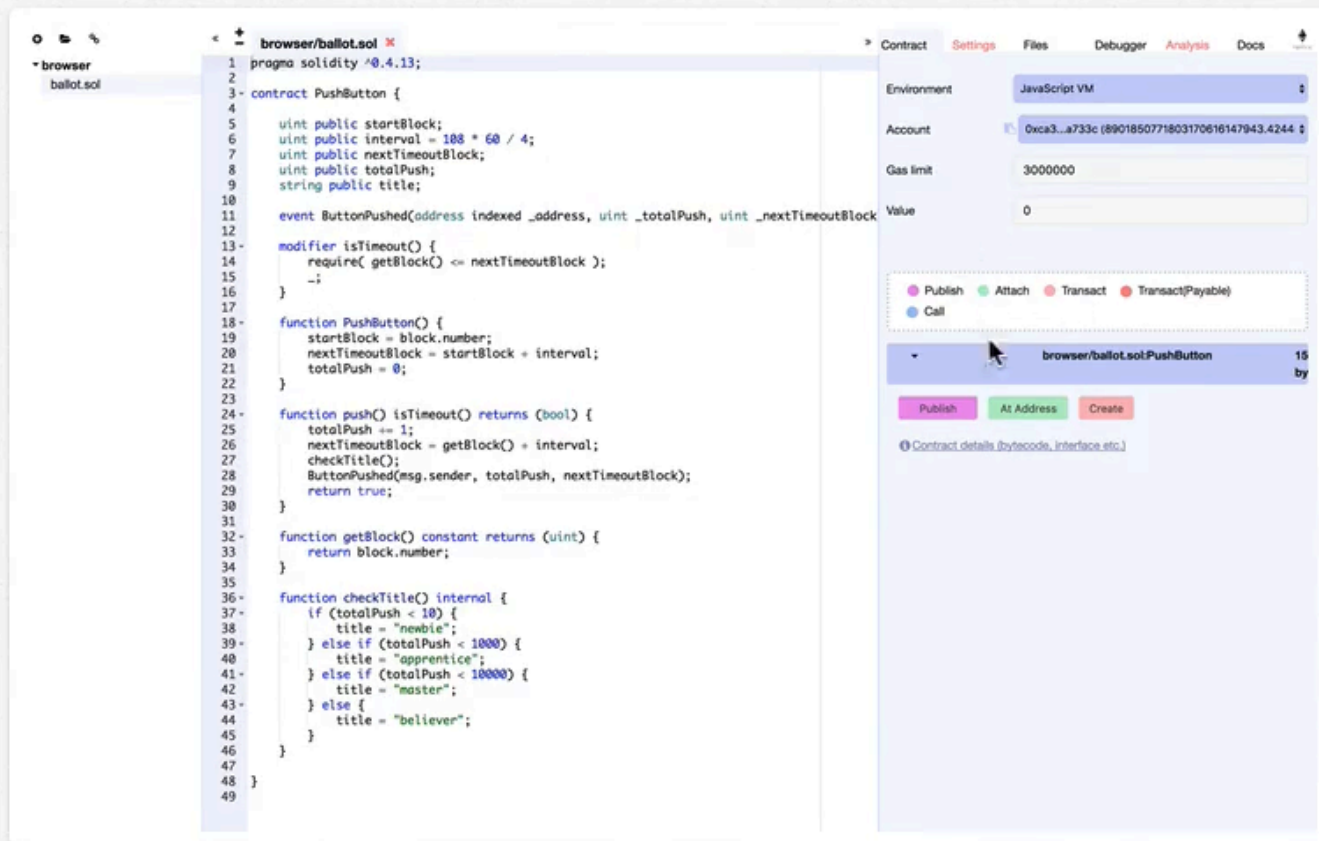 browser
ballot.sol
browser/ballot.sol
1 pragma solidity ^0.4.13;
2
3 contract PushButton {
4
5 uint public startBlock;
6 uint public interval = 108 * 60 / 4;
7 uint public nextTimeoutBlock;
8 uint public totalPush;
9 string public title;
10
11 event ButtonPushed(address indexed _address, uint _totalPush, uint _nextTimeoutBlock
12
13 modifier isTimeout() {
14 require( getBlock() <= nextTimeoutBlock );
15 _;
16 }
17
18 function PushButton() {
19 startBlock = block.number;
20 nextTimeoutBlock = startBlock + interval;
21 totalPush = 0;
22 }
23
24 function push() isTimeout() returns (bool) {
25 totalPush += 1;
26 nextTimeoutBlock = getBlock() + interval;
27 checkTitle();
28 ButtonPushed(msg.sender, totalPush, nextTimeoutBlock);
29 return true;
30 }
31
32 function getBlock() constant returns (uint) {
33 return block.number;
34 }
35
36 function checkTitle() internal {
37 if (totalPush < 10) {
38 title = "newbie";
39 } else if (totalPush < 1000) {
40 title = "apprentice";
41 } else if (totalPush < 10000) {
42 title = "master";
43 } else {
44 title = "believer";
45 }
46 }
47
48 }
49
Contract Settings Files Debugger Analysis Docs
Environment JavaScript VM
Account 0xca3...a733c (8901850771803170616147943.4244
Gas limit 3000000
Value 0
Publish Attach Transact Transact(Payable)
Call
browser/ballot.sol:PushButton 15
by
Publish At Address Create
Contract details (bytecode, interface etc.)